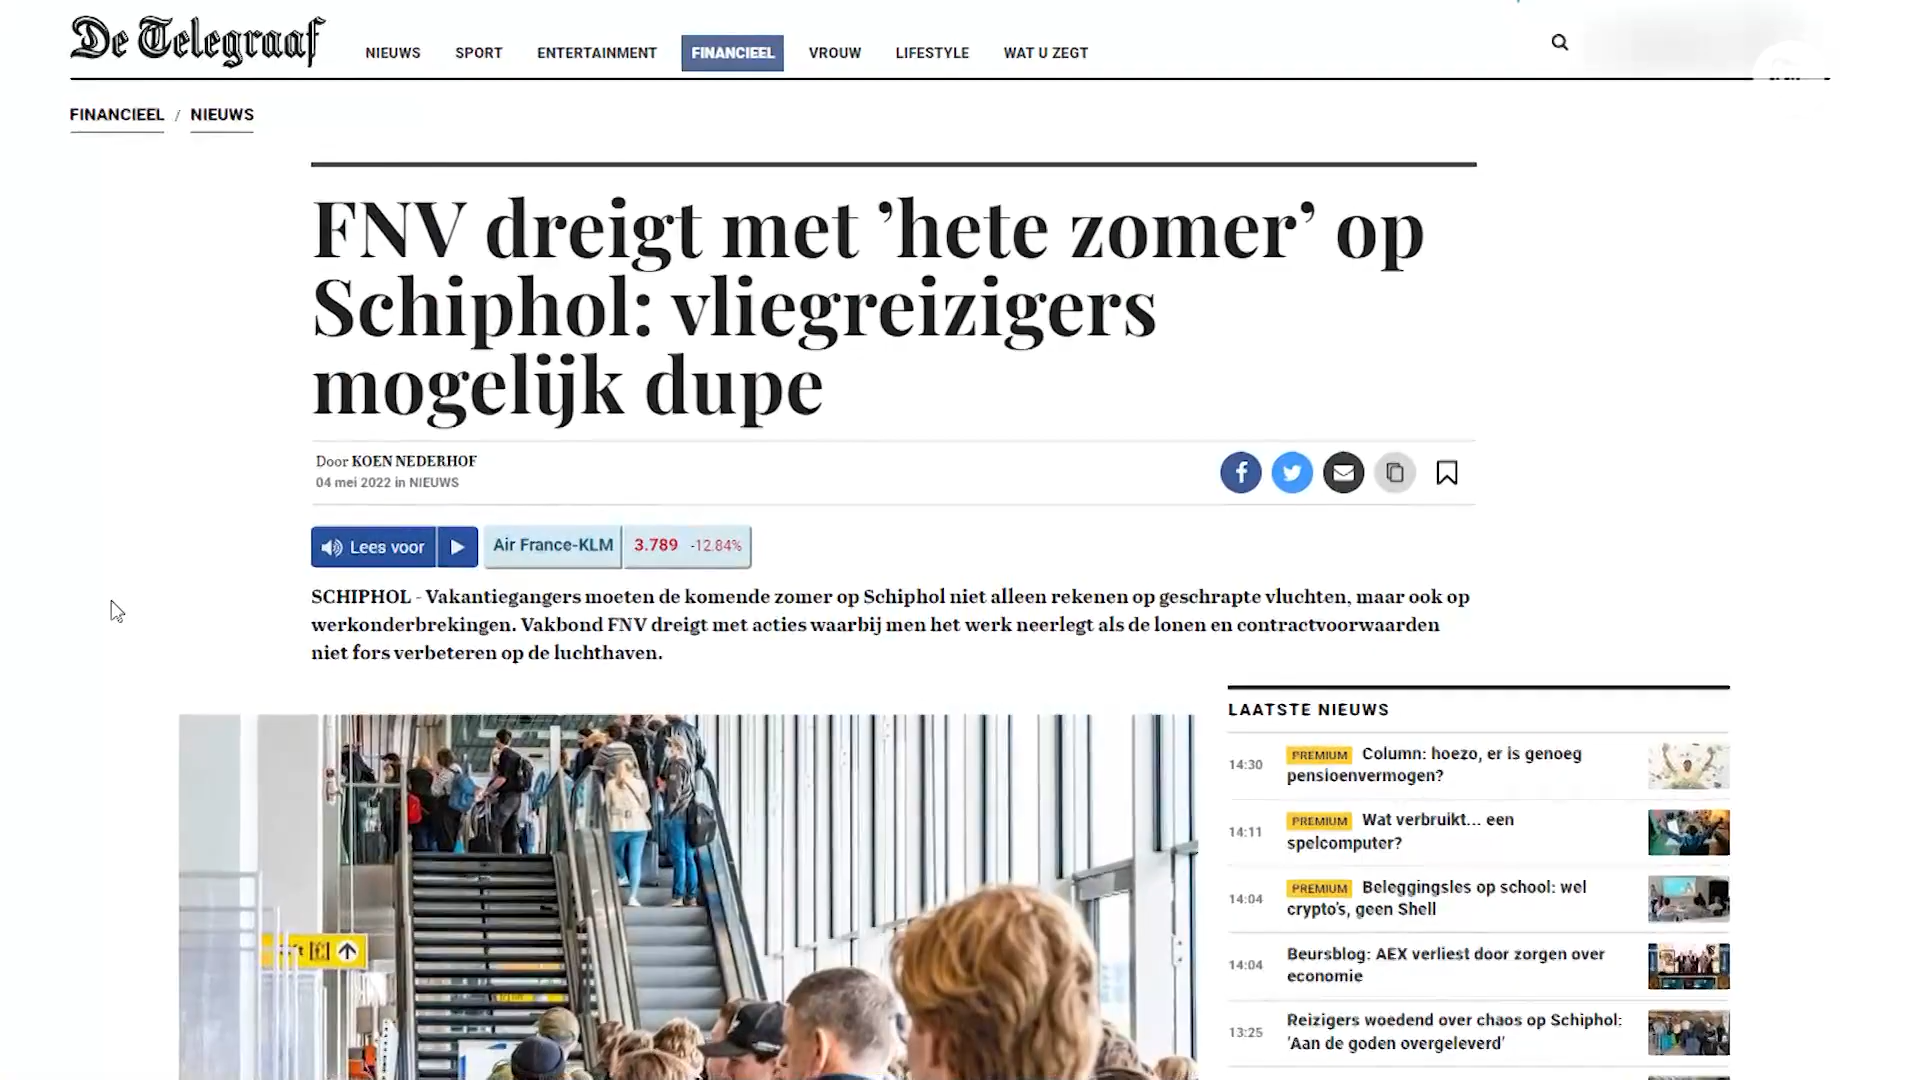 De Telegraaf
NIEUWS SPORT ENTERTAINMENT FINANCIEEL VROUW LIFESTYLE WAT U ZEGT
FINANCIEEL / NIEUWS
FNV dreigt met ’hete zomer’ op
Schiphol: vliegreizigers
mogelijk dupe
Door KOEN NEDERHOF
04 mei 2022 in NIEUWS
Lees voor
Air France-KLM 3.789 -12.84%
SCHIPHOL - Vakantiegangers moeten de komende zomer op Schiphol niet alleen rekenen op geschrapte vluchten, maar ook op
werkonderbrekingen. Vakbond FNV dreigt met acties waarbij men het werk neerlegt als de lonen en contractvoorwaarden
niet fors verbeteren op de luchthaven.
LAATSTE NIEUWS
14:30 PREMIUM Column: hoezo, er is genoeg
pensioenvermogen?
14:11 PREMIUM Wat verbruikt... een
spelcomputer?
14:04 PREMIUM Beleggingsles op school: wel
crypto's, geen Shell
14:04 Beursblog: AEX verliest door zorgen over
economie
13:25 Reizigers woedend over chaos op Schiphol:
'Aan de goden overgeleverd'